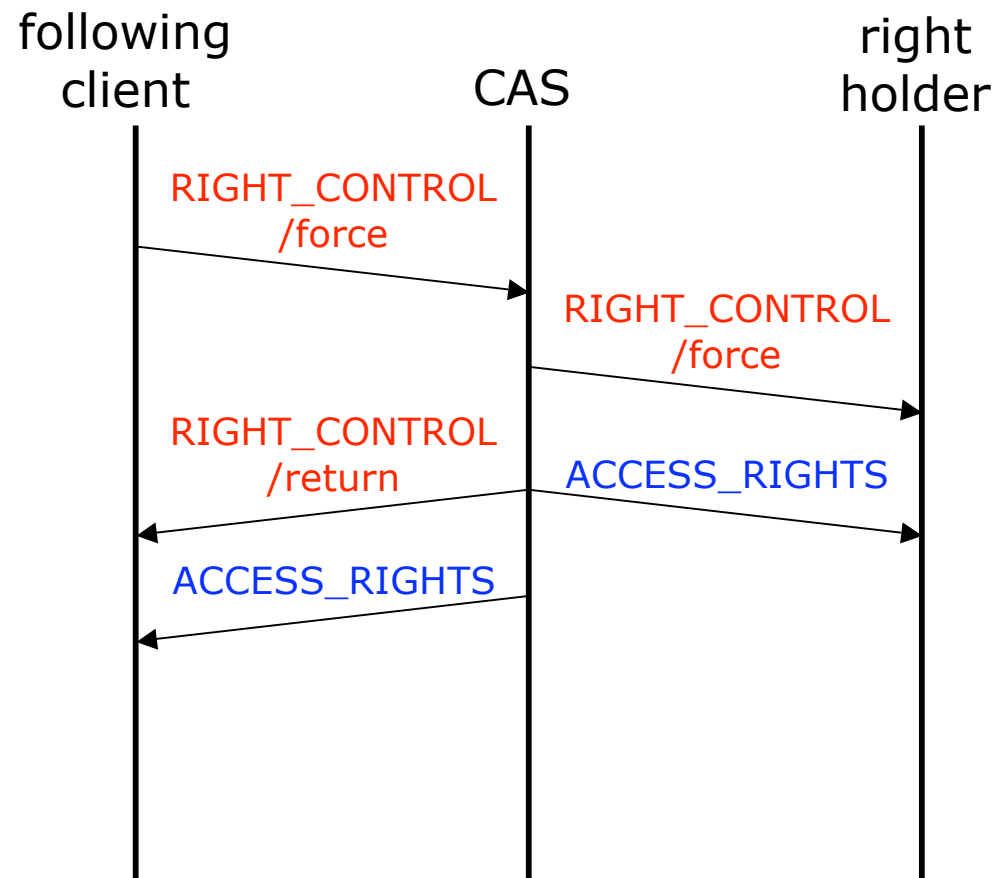 following
client
CAS
right
holder
RIGHT_CONTROL
/force
RIGHT_CONTROL
/force
RIGHT_CONTROL
/return
ACCESS_RIGHTS
ACCESS_RIGHTS